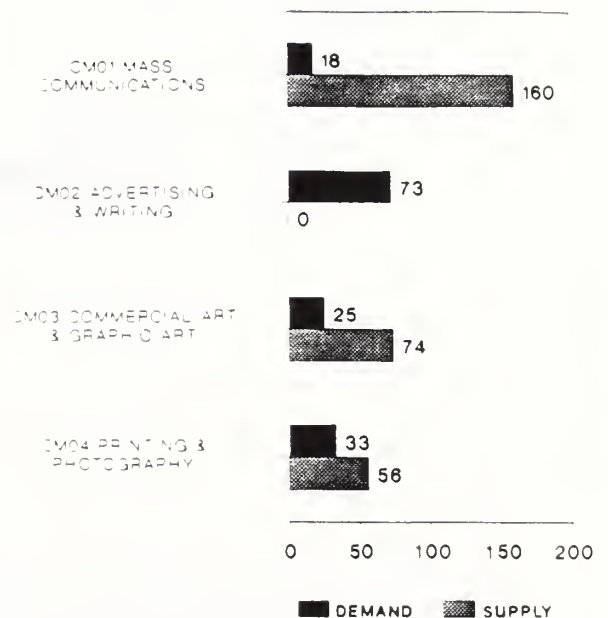 CM01 MASS
COMMUNICATIONS
18
160
CM02 ADVERTISING
& WRITING
73
0
CM03 COMMERCIAL ART
& GRAPHIC ART
25
74
CM04 PRINTING &
PHOTOGRAPHY
33
56
0 50 100 150 200
DEMAND SUPPLY